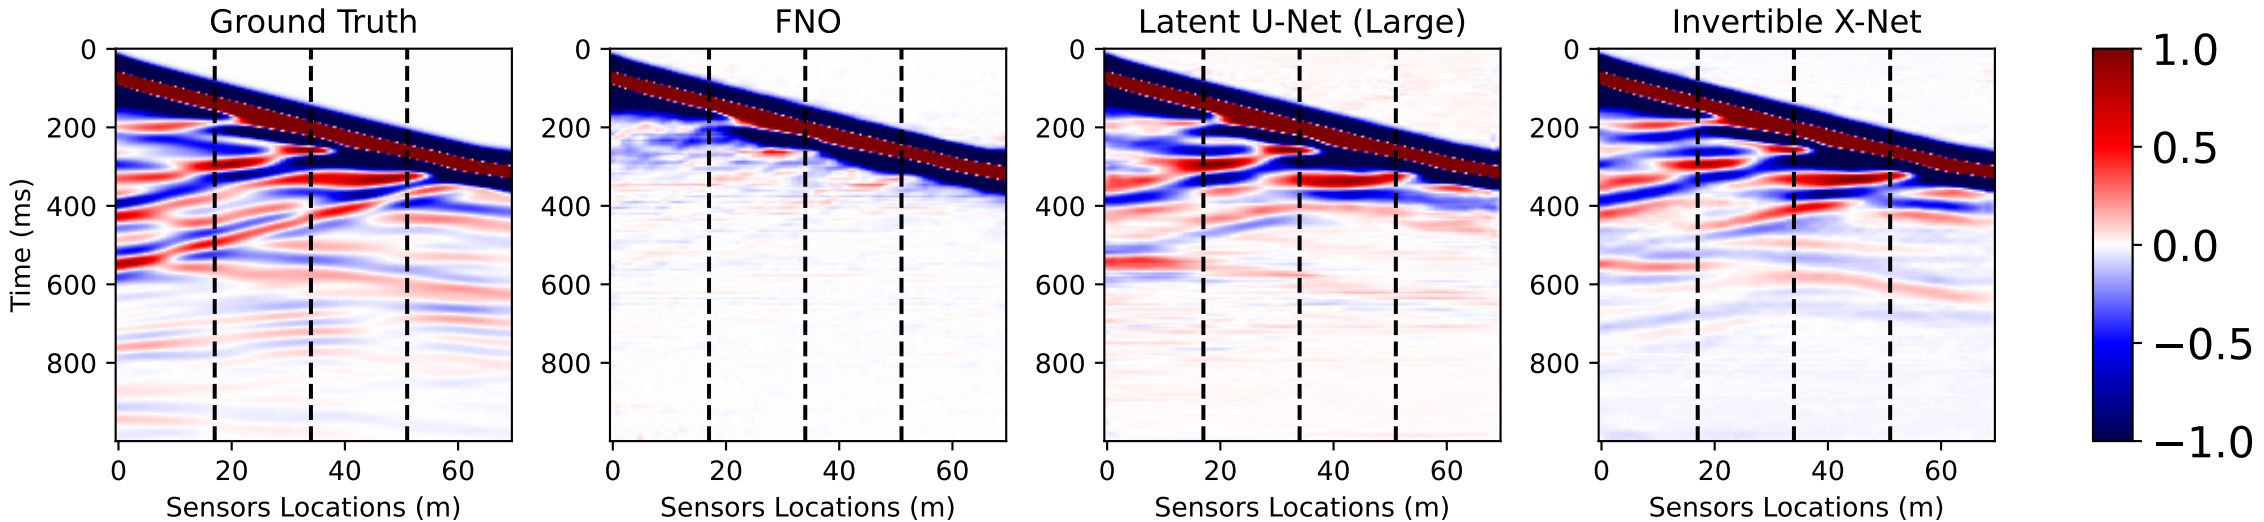 Ground Truth
FNO
Latent U-Net (Large)
Invertible X-Net
0
200
400
600
800
Time (ms)
0 20 40 60
Sensors Locations (m)
0
200
400
600
800
0 20 40 60
Sensors Locations (m)
0
200
400
600
800
0 20 40 60
Sensors Locations (m)
0
200
400
600
800
0 20 40 60
Sensors Locations (m)
1.0
0.5
0.0
−0.5
−1.0